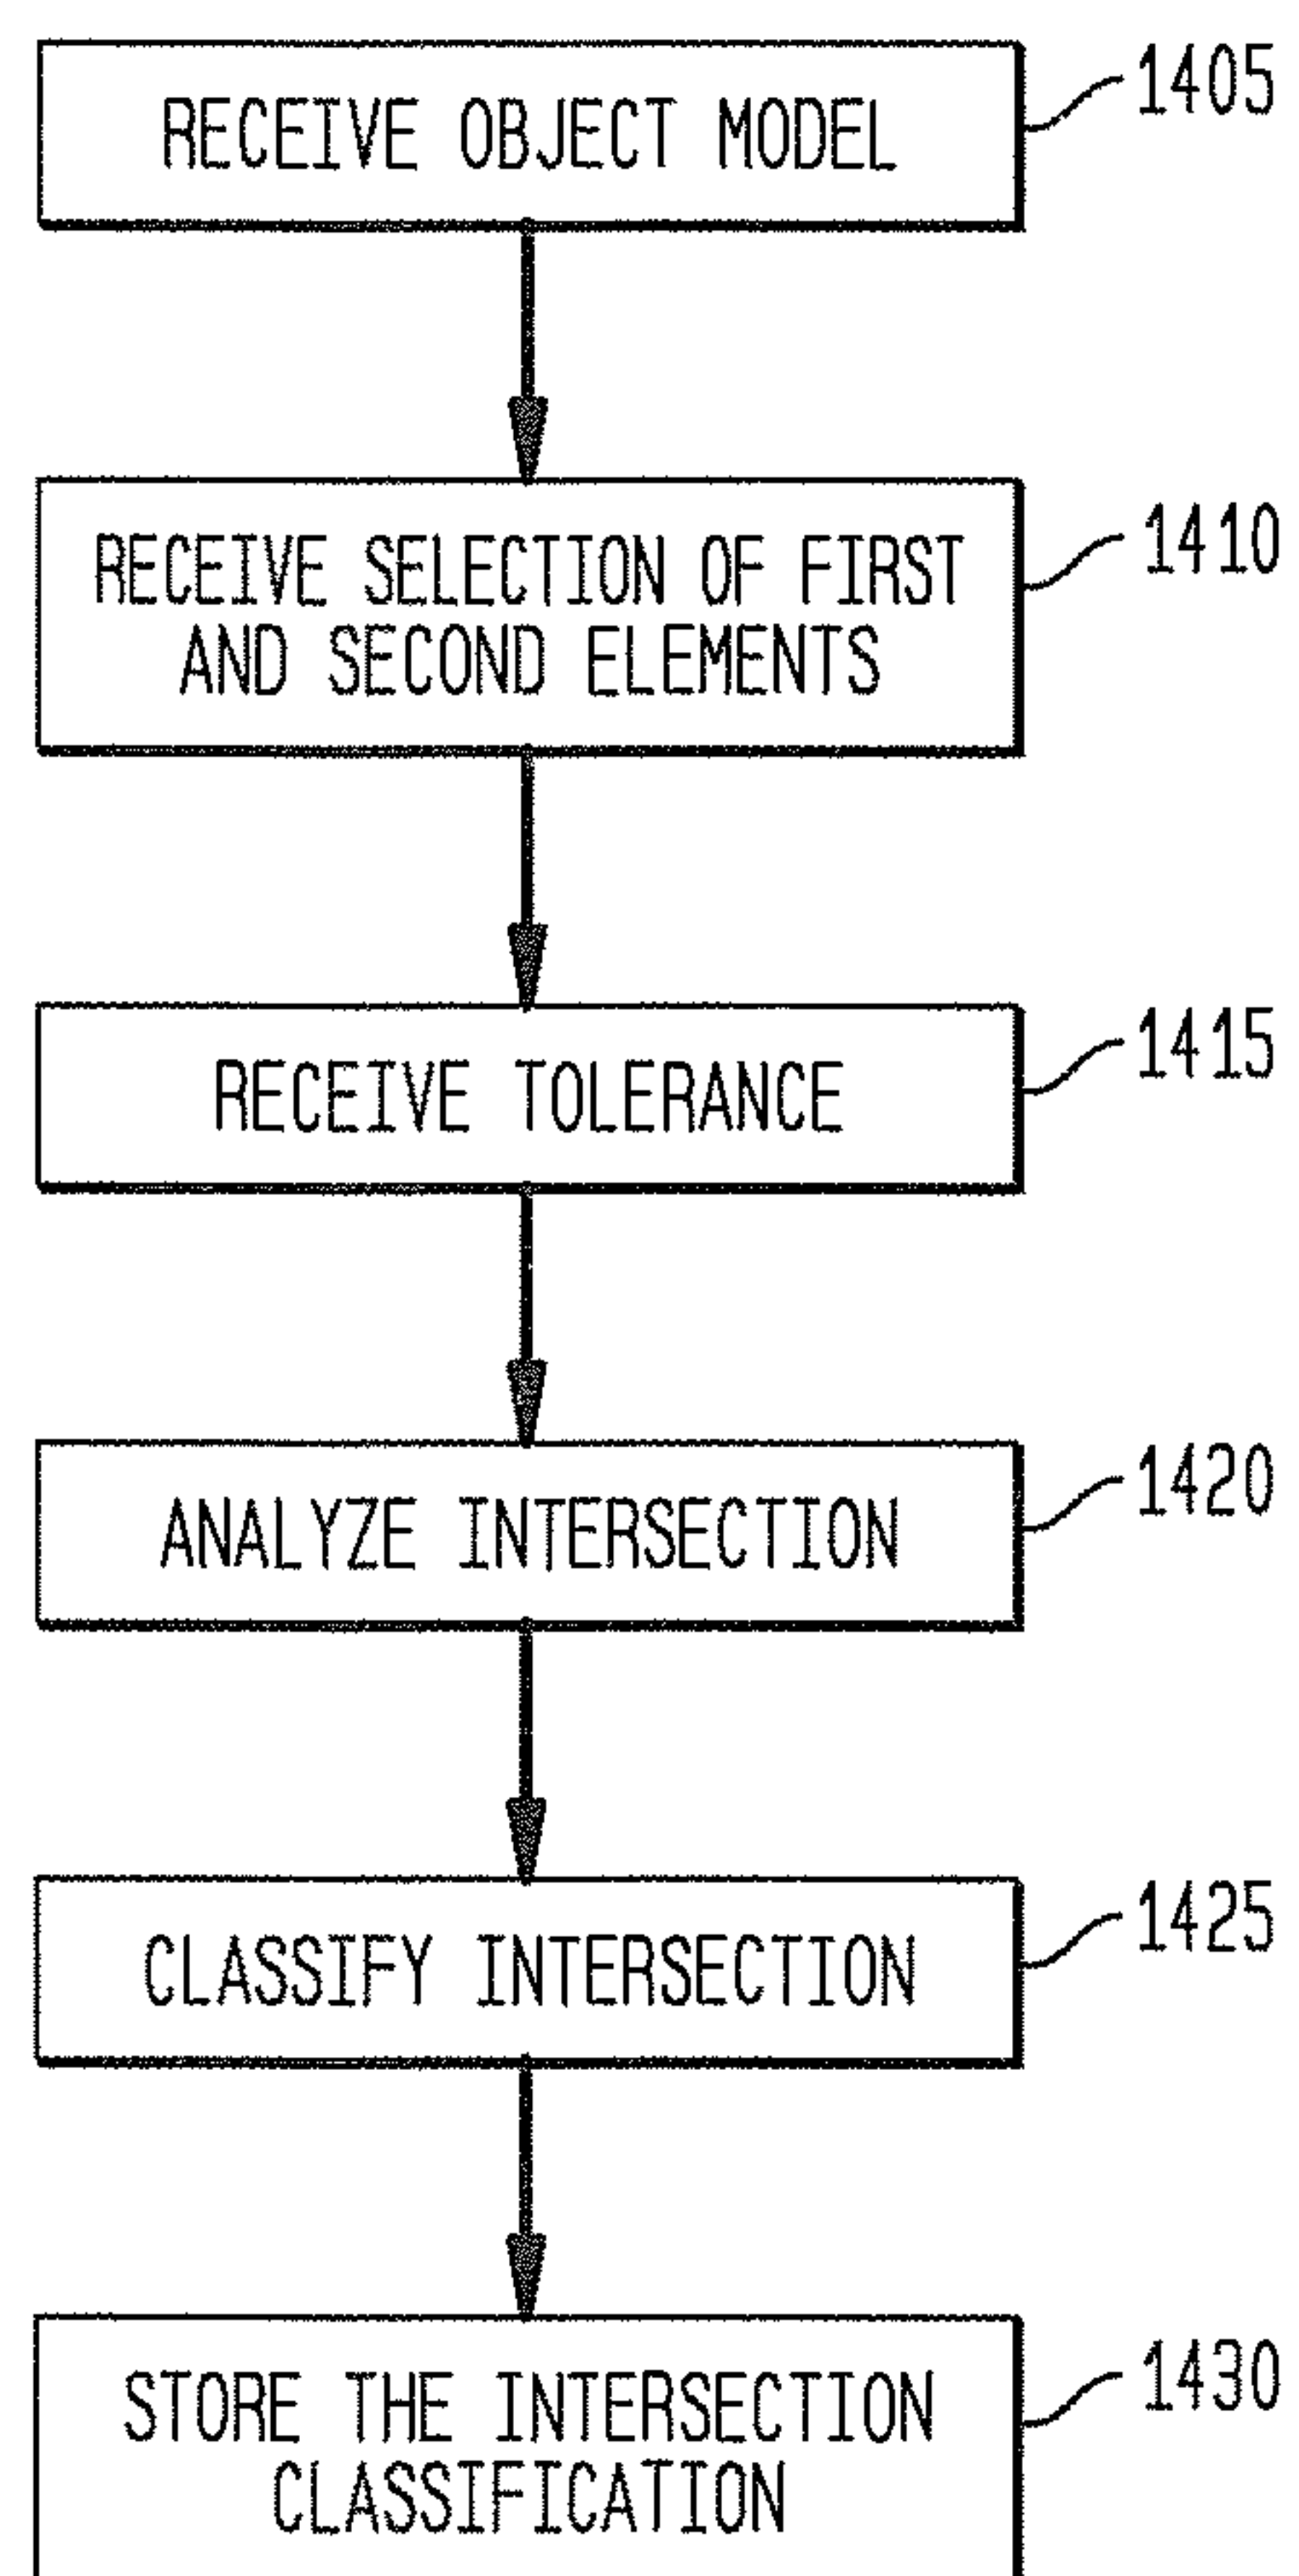 RECEIVE OBJECT MODEL
1405
RECEIVE SELECTION OF FIRST
AND SECOND ELEMENTS
1410
RECEIVE TOLERANCE
1415
ANALYZE INTERSECTION
1420
CLASSIFY INTERSECTION
1425
STORE THE INTERSECTION
CLASSIFICATION
1430